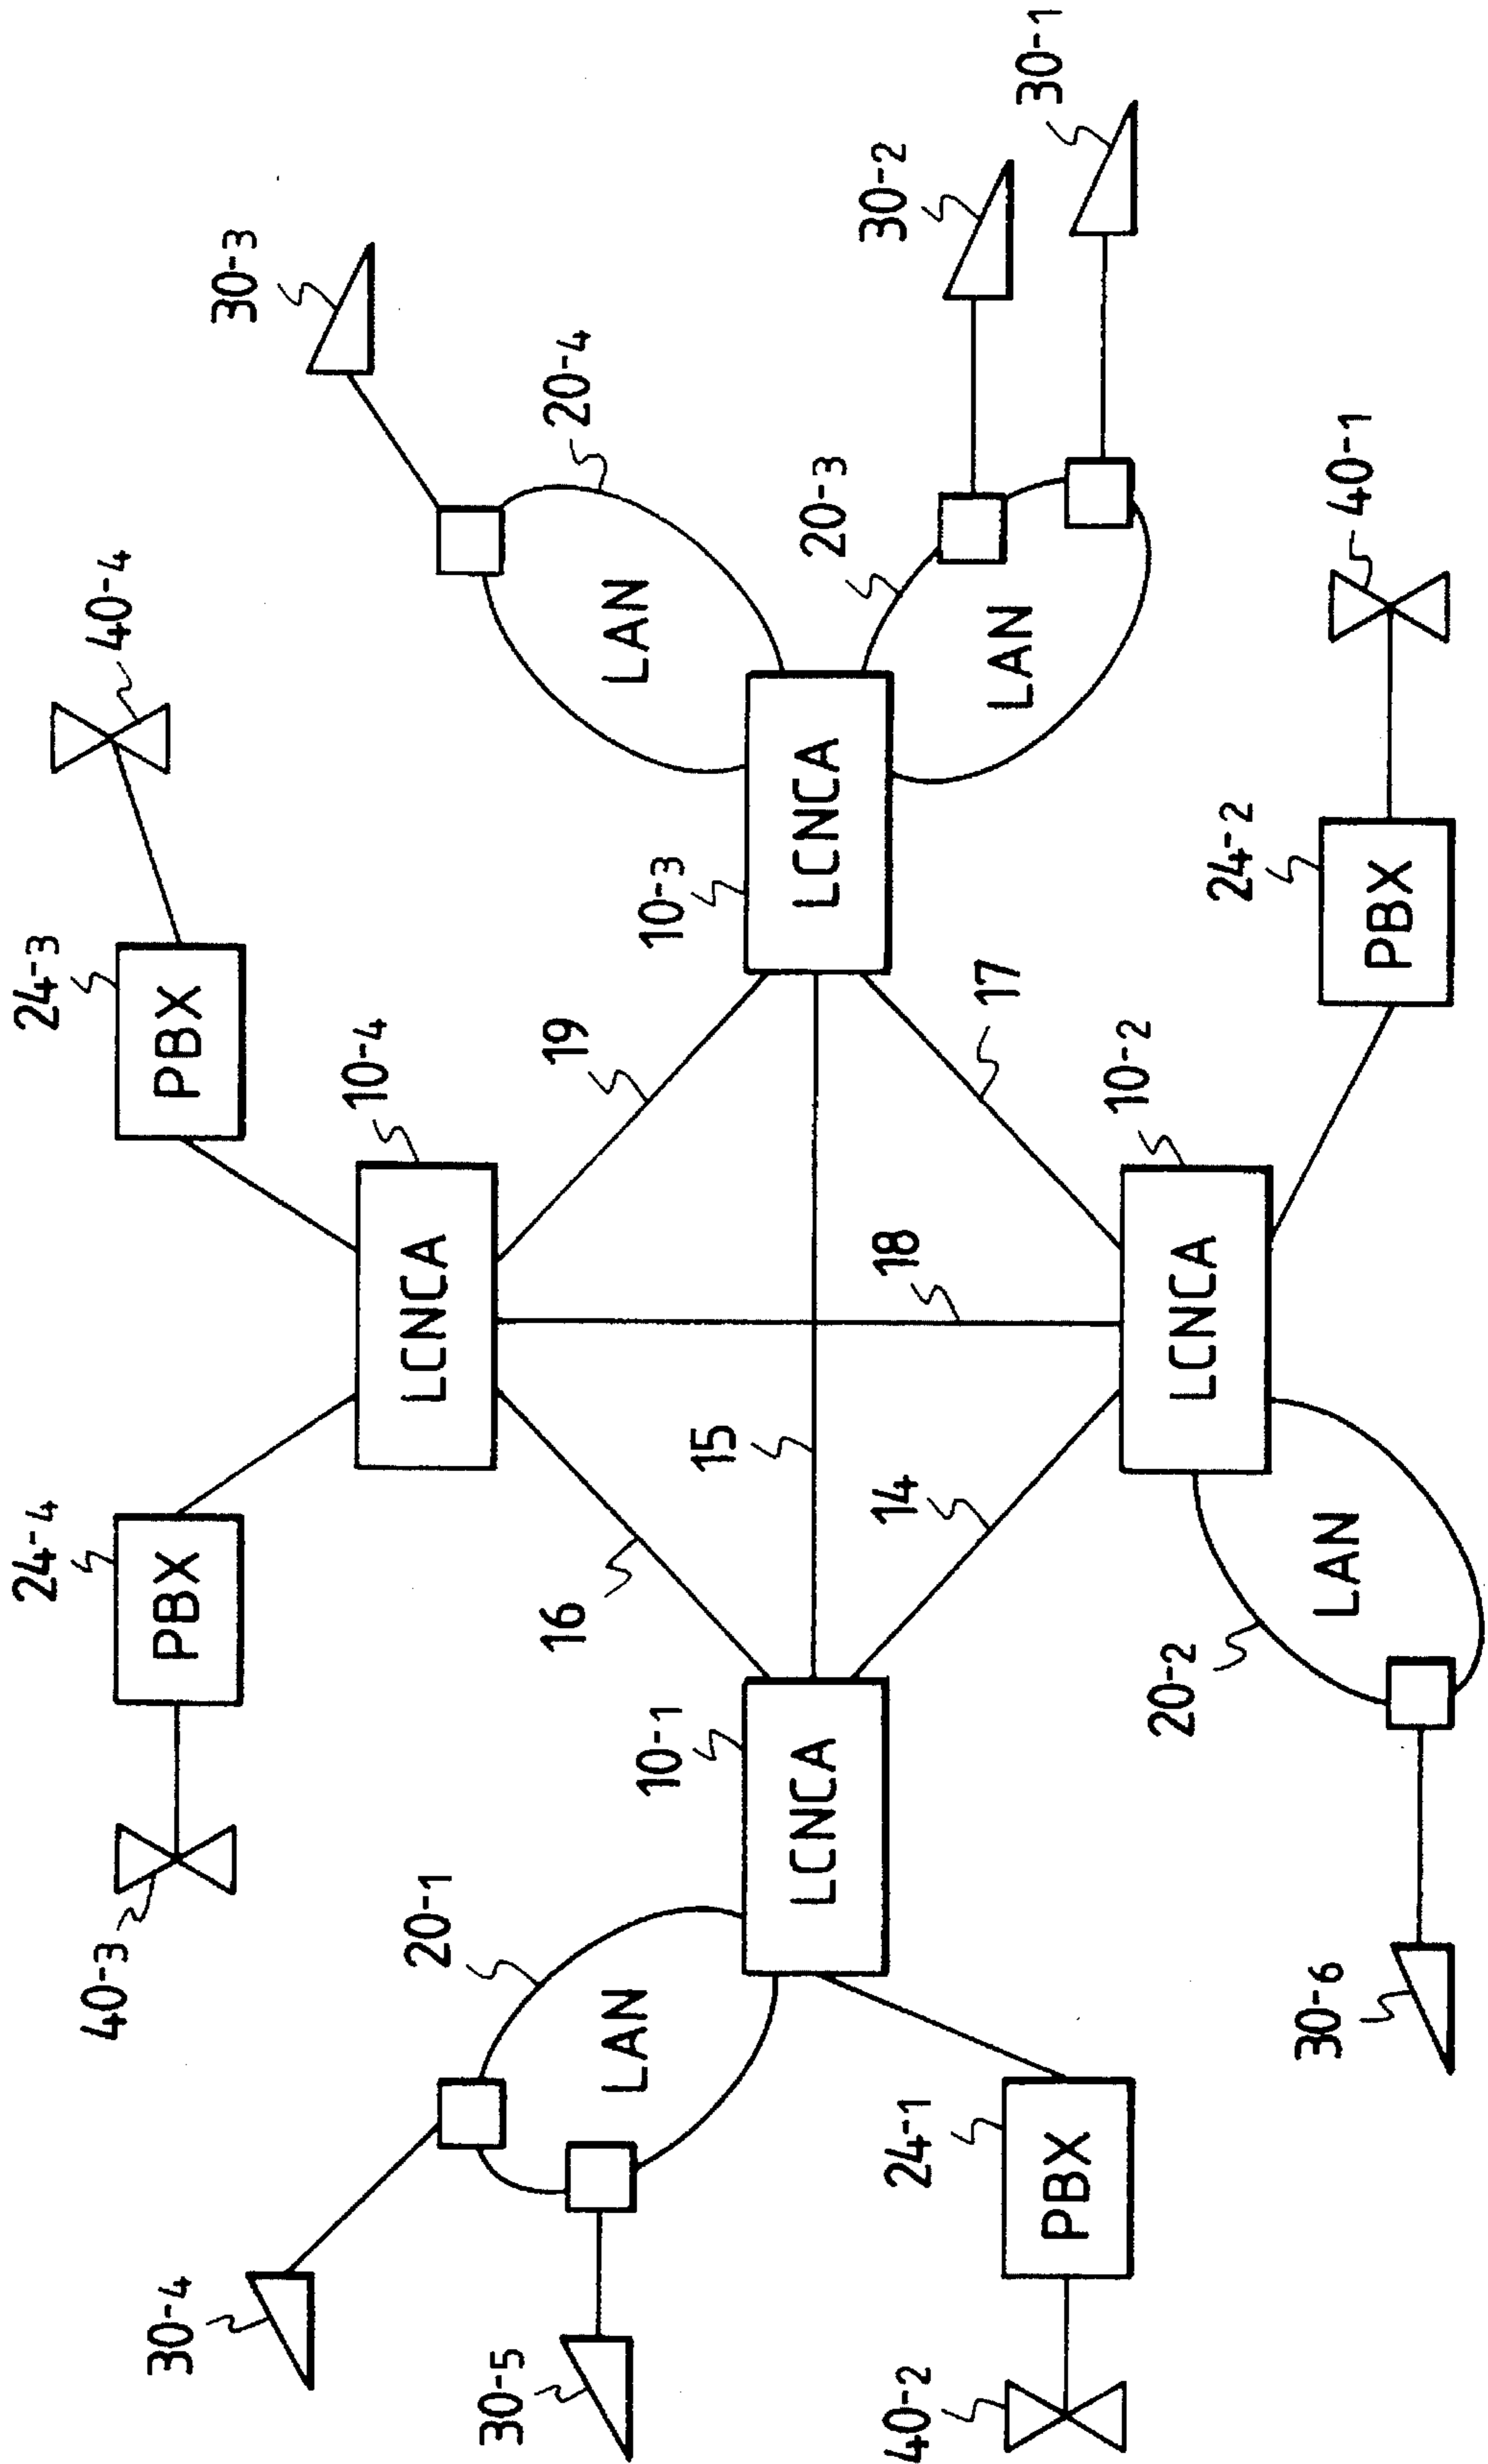 24-4
24-3
40-3
PBX
PBX
40-4
30-3
30-4
10-4
LCNCA
20-1
16
19
20-4
LAN
LAN
30-5
10-1
15
10-3
LCNCA
LCNCA
20-3
30-2
40-2
24-1
14
18
17
LAN
30-1
PBX
10-2
20-2
LCNCA
24-2
30-6
LAN
PBX
40-1